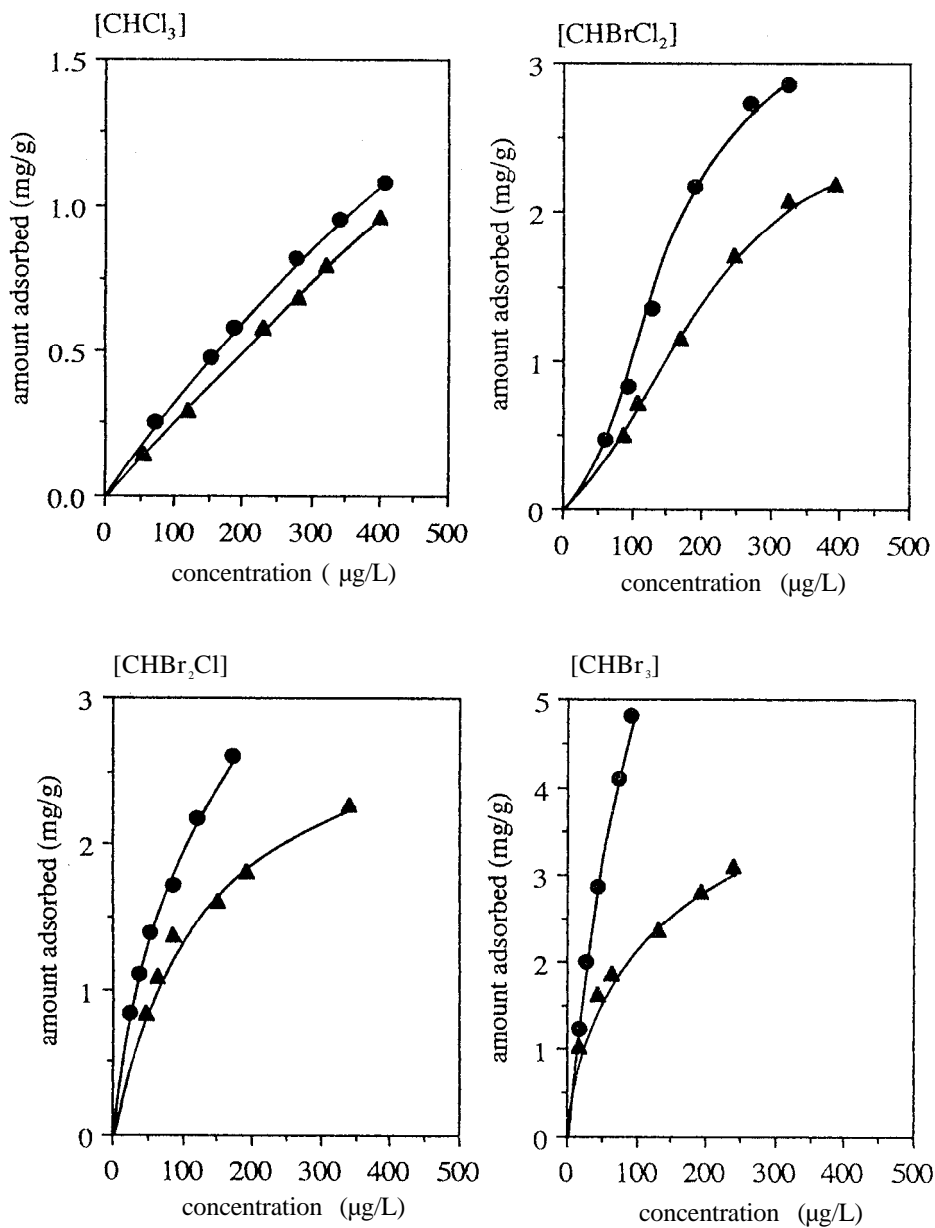 [CHCl₃]
1.5
1.0
0.5
0.0
amount adsorbed (mg/g)
0 100 200 300 400 500
concentration ( μg/L)
[CHBrCl₂]
3
2
1
0
amount adsorbed (mg/g)
0 100 200 300 400 500
concentration (μg/L)
[CHBr₂Cl]
3
2
1
0
amount adsorbed (mg/g)
0 100 200 300 400 500
concentration (μg/L)
[CHBr₃]
5
4
3
2
1
0
amount adsorbed (mg/g)
0 100 200 300 400 500
concentration (μg/L)